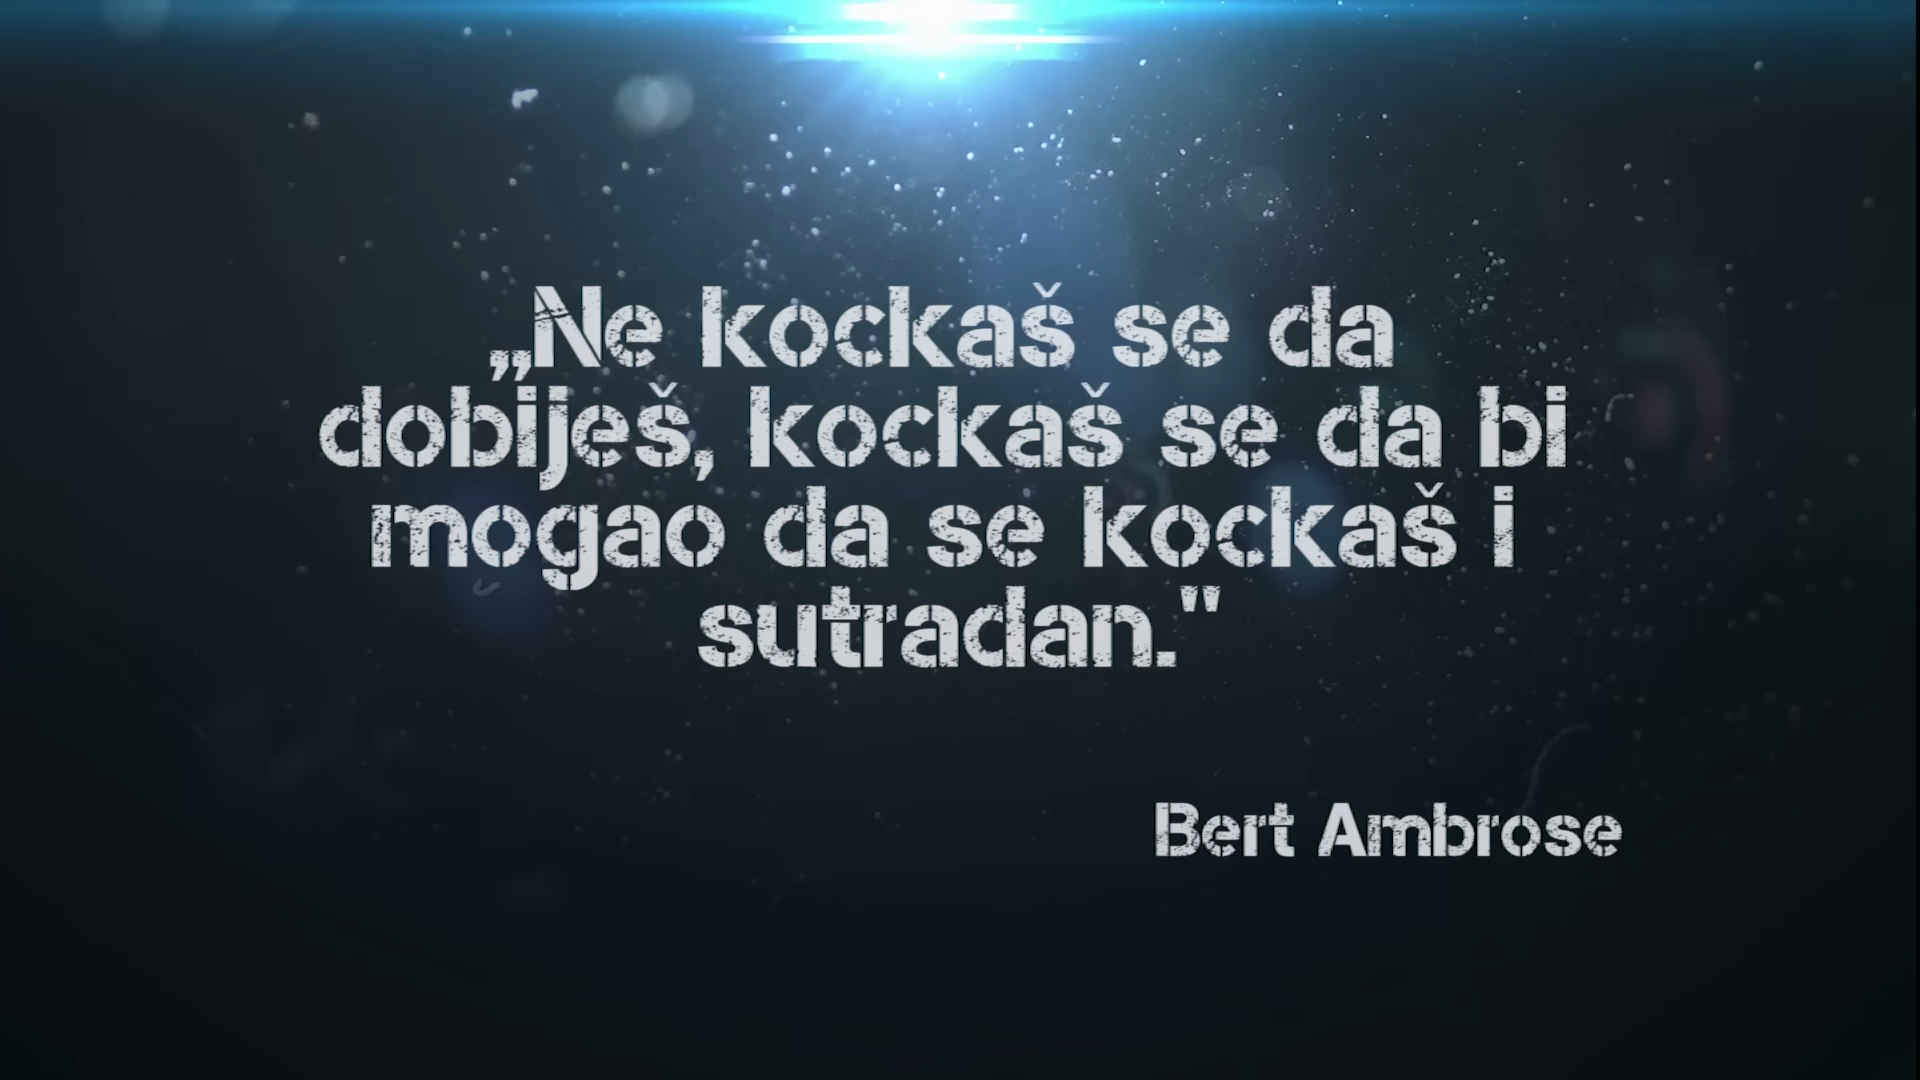 „Ne kockaš se da
dobiješ, kockaš se da bi
mogao da se kockaš i
sutradan."
Bert Ambrose